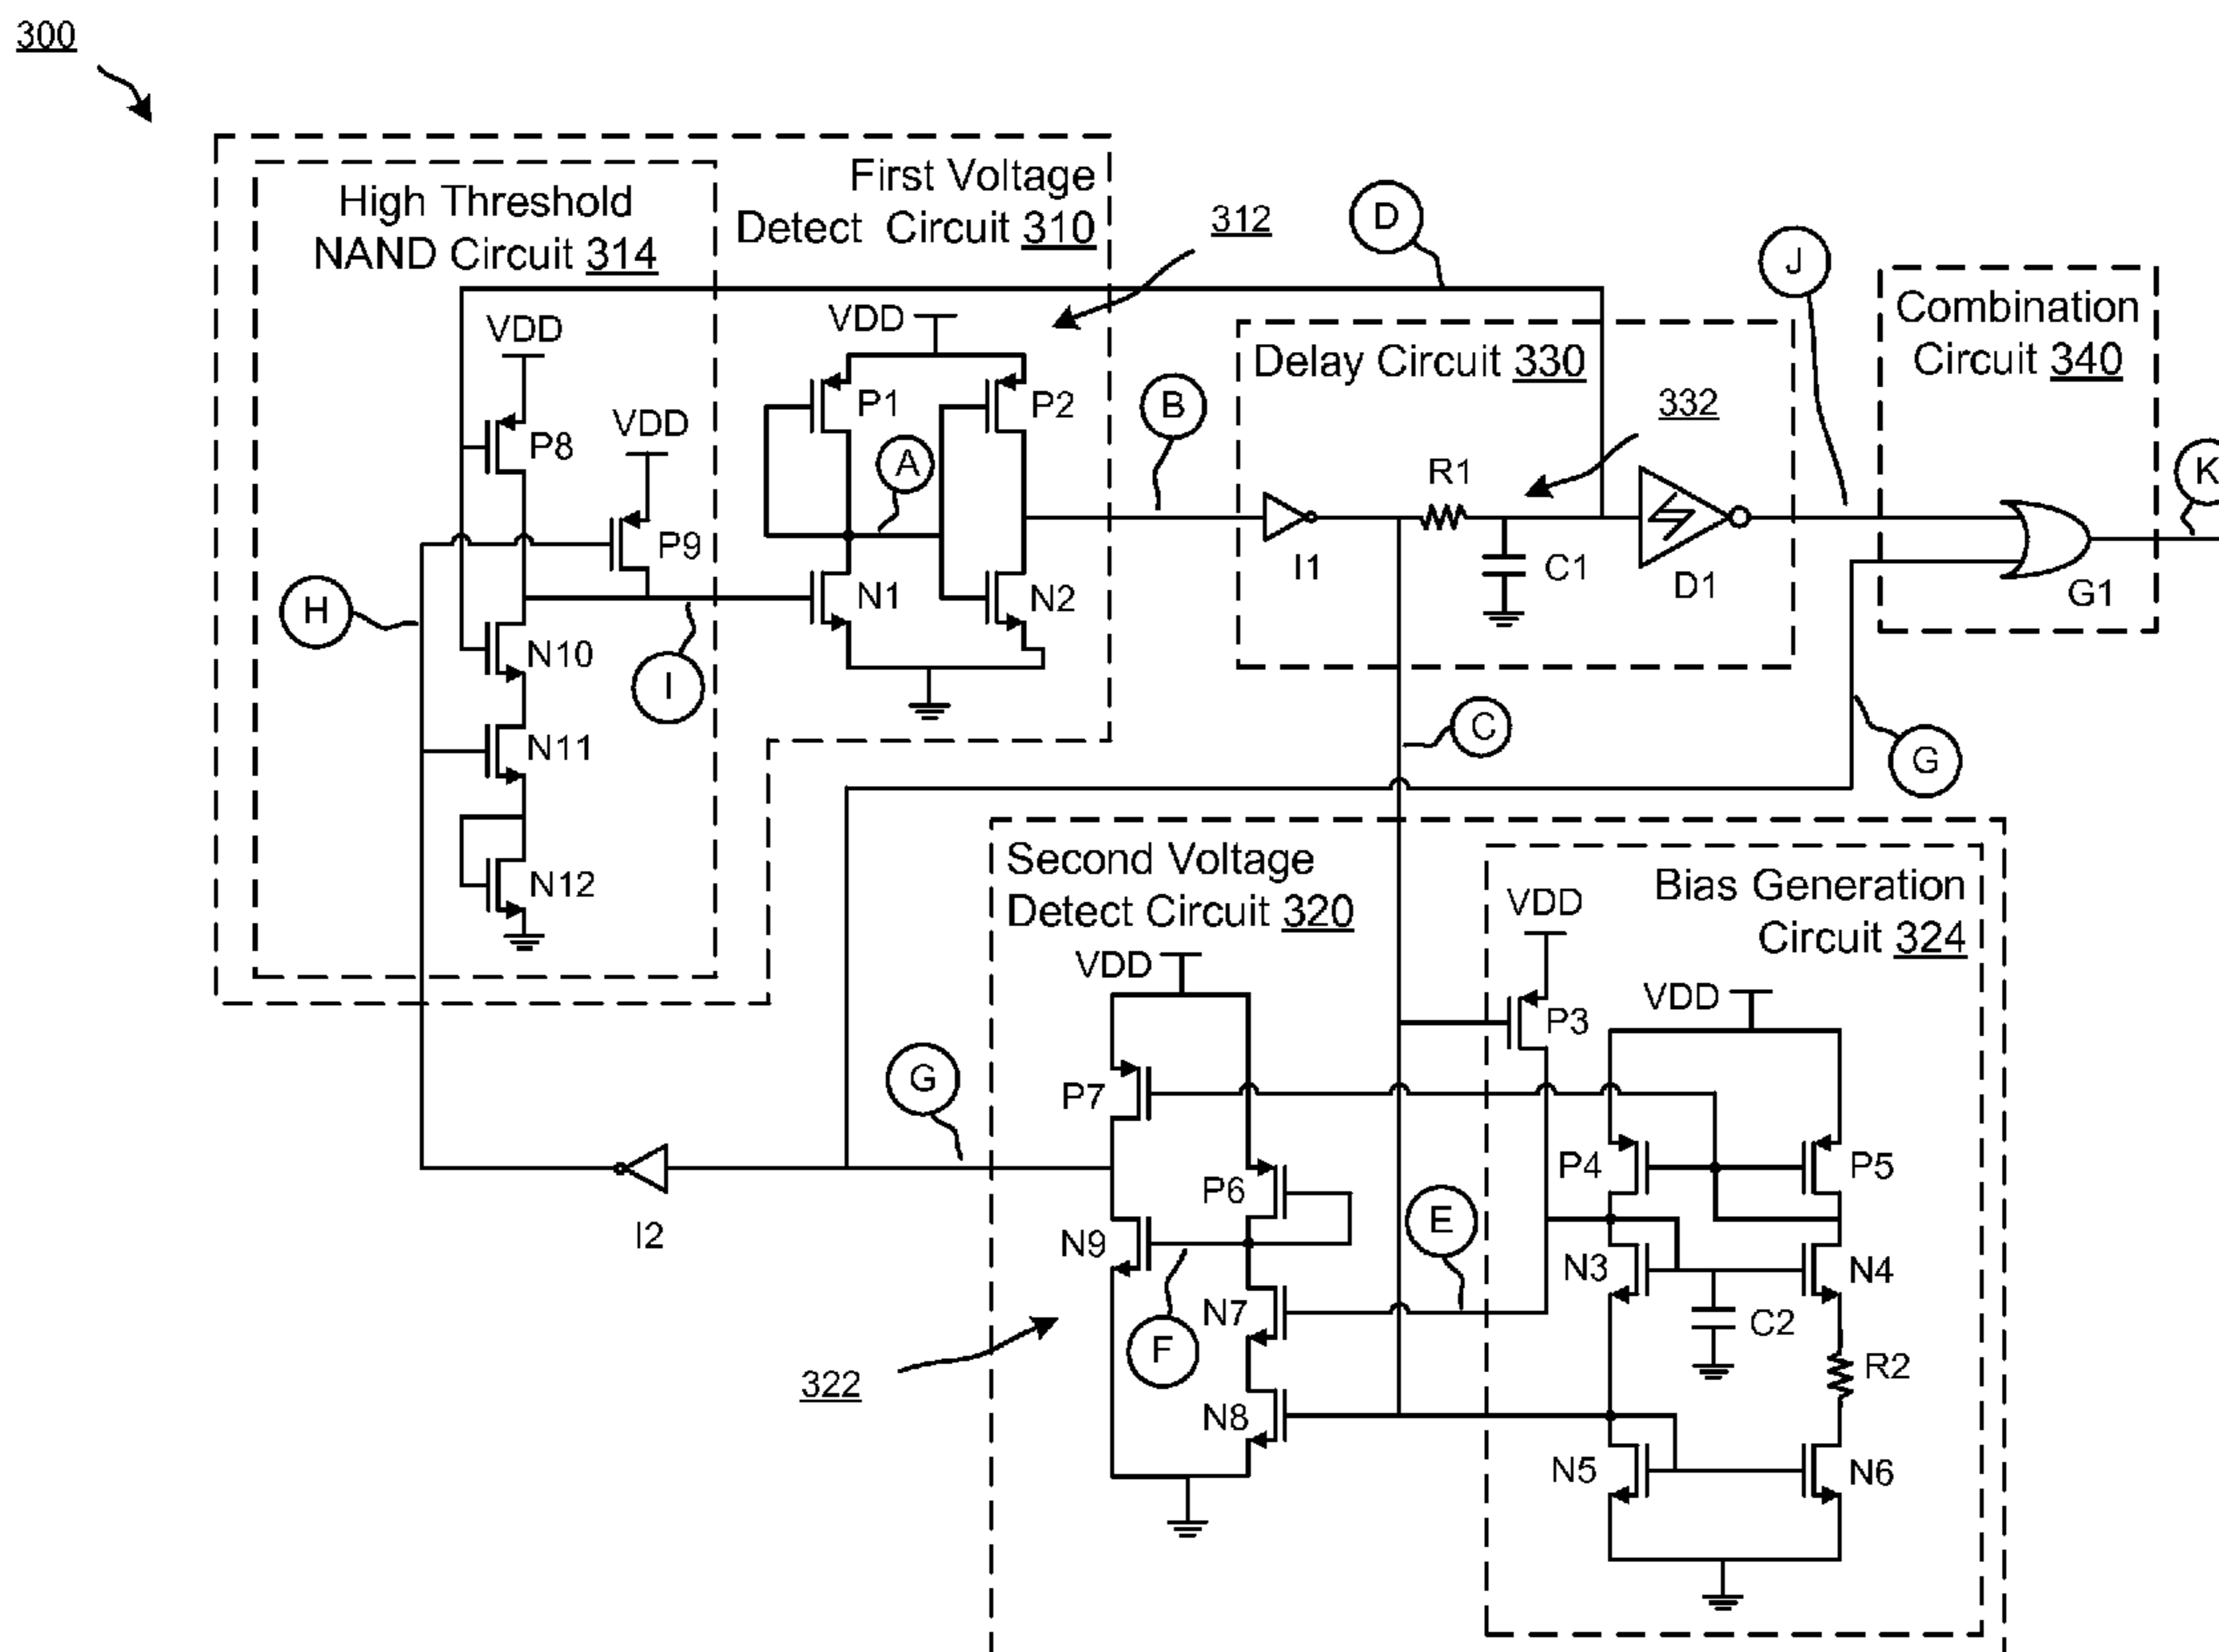 300
High Threshold
NAND Circuit 314
First Voltage
Detect Circuit 310
312
D
J
Combination
Circuit 340
VDD
P8
VDD
P9
VDD
P1
P2
A
B
Delay Circuit 330
332
R1
I1
C1
D1
K
G1
H
N10
I
N1
N2
N11
N12
C
G
Second Voltage
Detect Circuit 320
Bias Generation
Circuit 324
VDD
VDD
P3
VDD
G
P7
P6
P4
P5
I2
N9
E
N3
N4
F
N7
C2
R2
322
N8
N5
N6